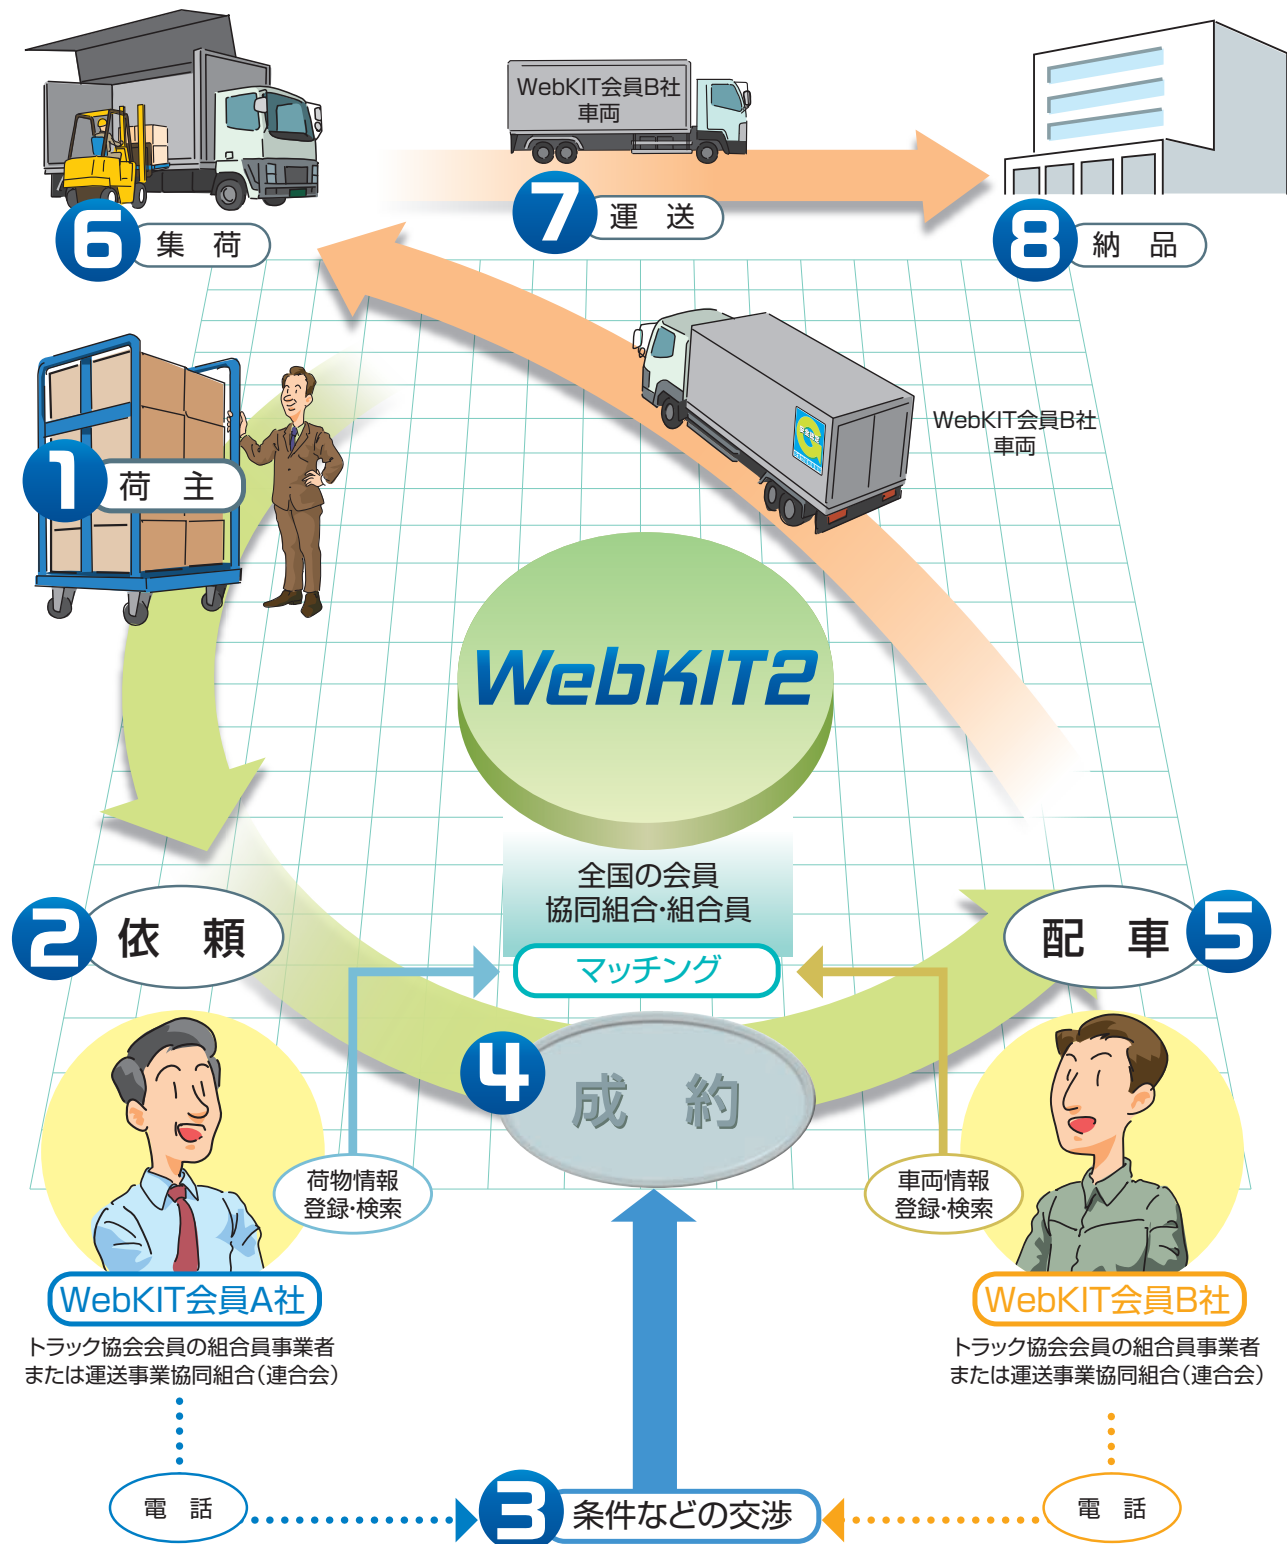 WebKIT会員B社
車両
6 集荷
7 運送
8 納品
1 荷主
WebKIT会員B社
車両
WebKIT2
全国の会員
協同組合・組合員
マッチング
2 依頼
配車 5
4 成約
荷物情報
登録・検索
車両情報
登録・検索
WebKIT会員A社
トラック協会会員の組合員事業者
または運送事業協同組合(連合会)
WebKIT会員B社
トラック協会会員の組合員事業者
または運送事業協同組合(連合会)
電話
3 条件などの交渉
電話